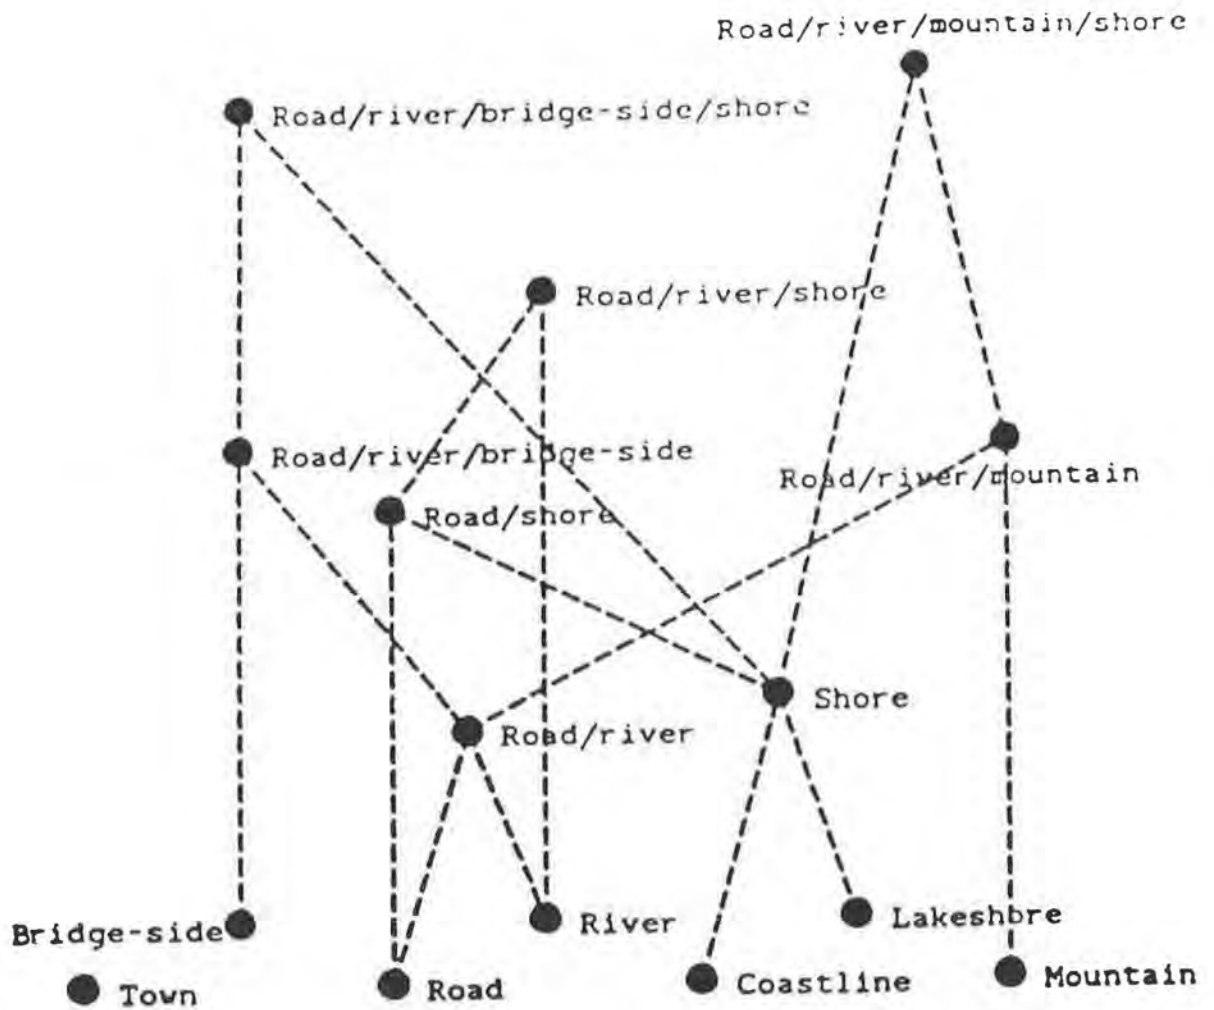 Road/river/mountain/shore
Road/river/bridge-side/shore
Road/river/shore
Road/river/bridge-side
Road/river/mountain
Road/shore
Shore
Road/river
Bridge-side
River
Lakeshore
Town
Road
Coastline
Mountain